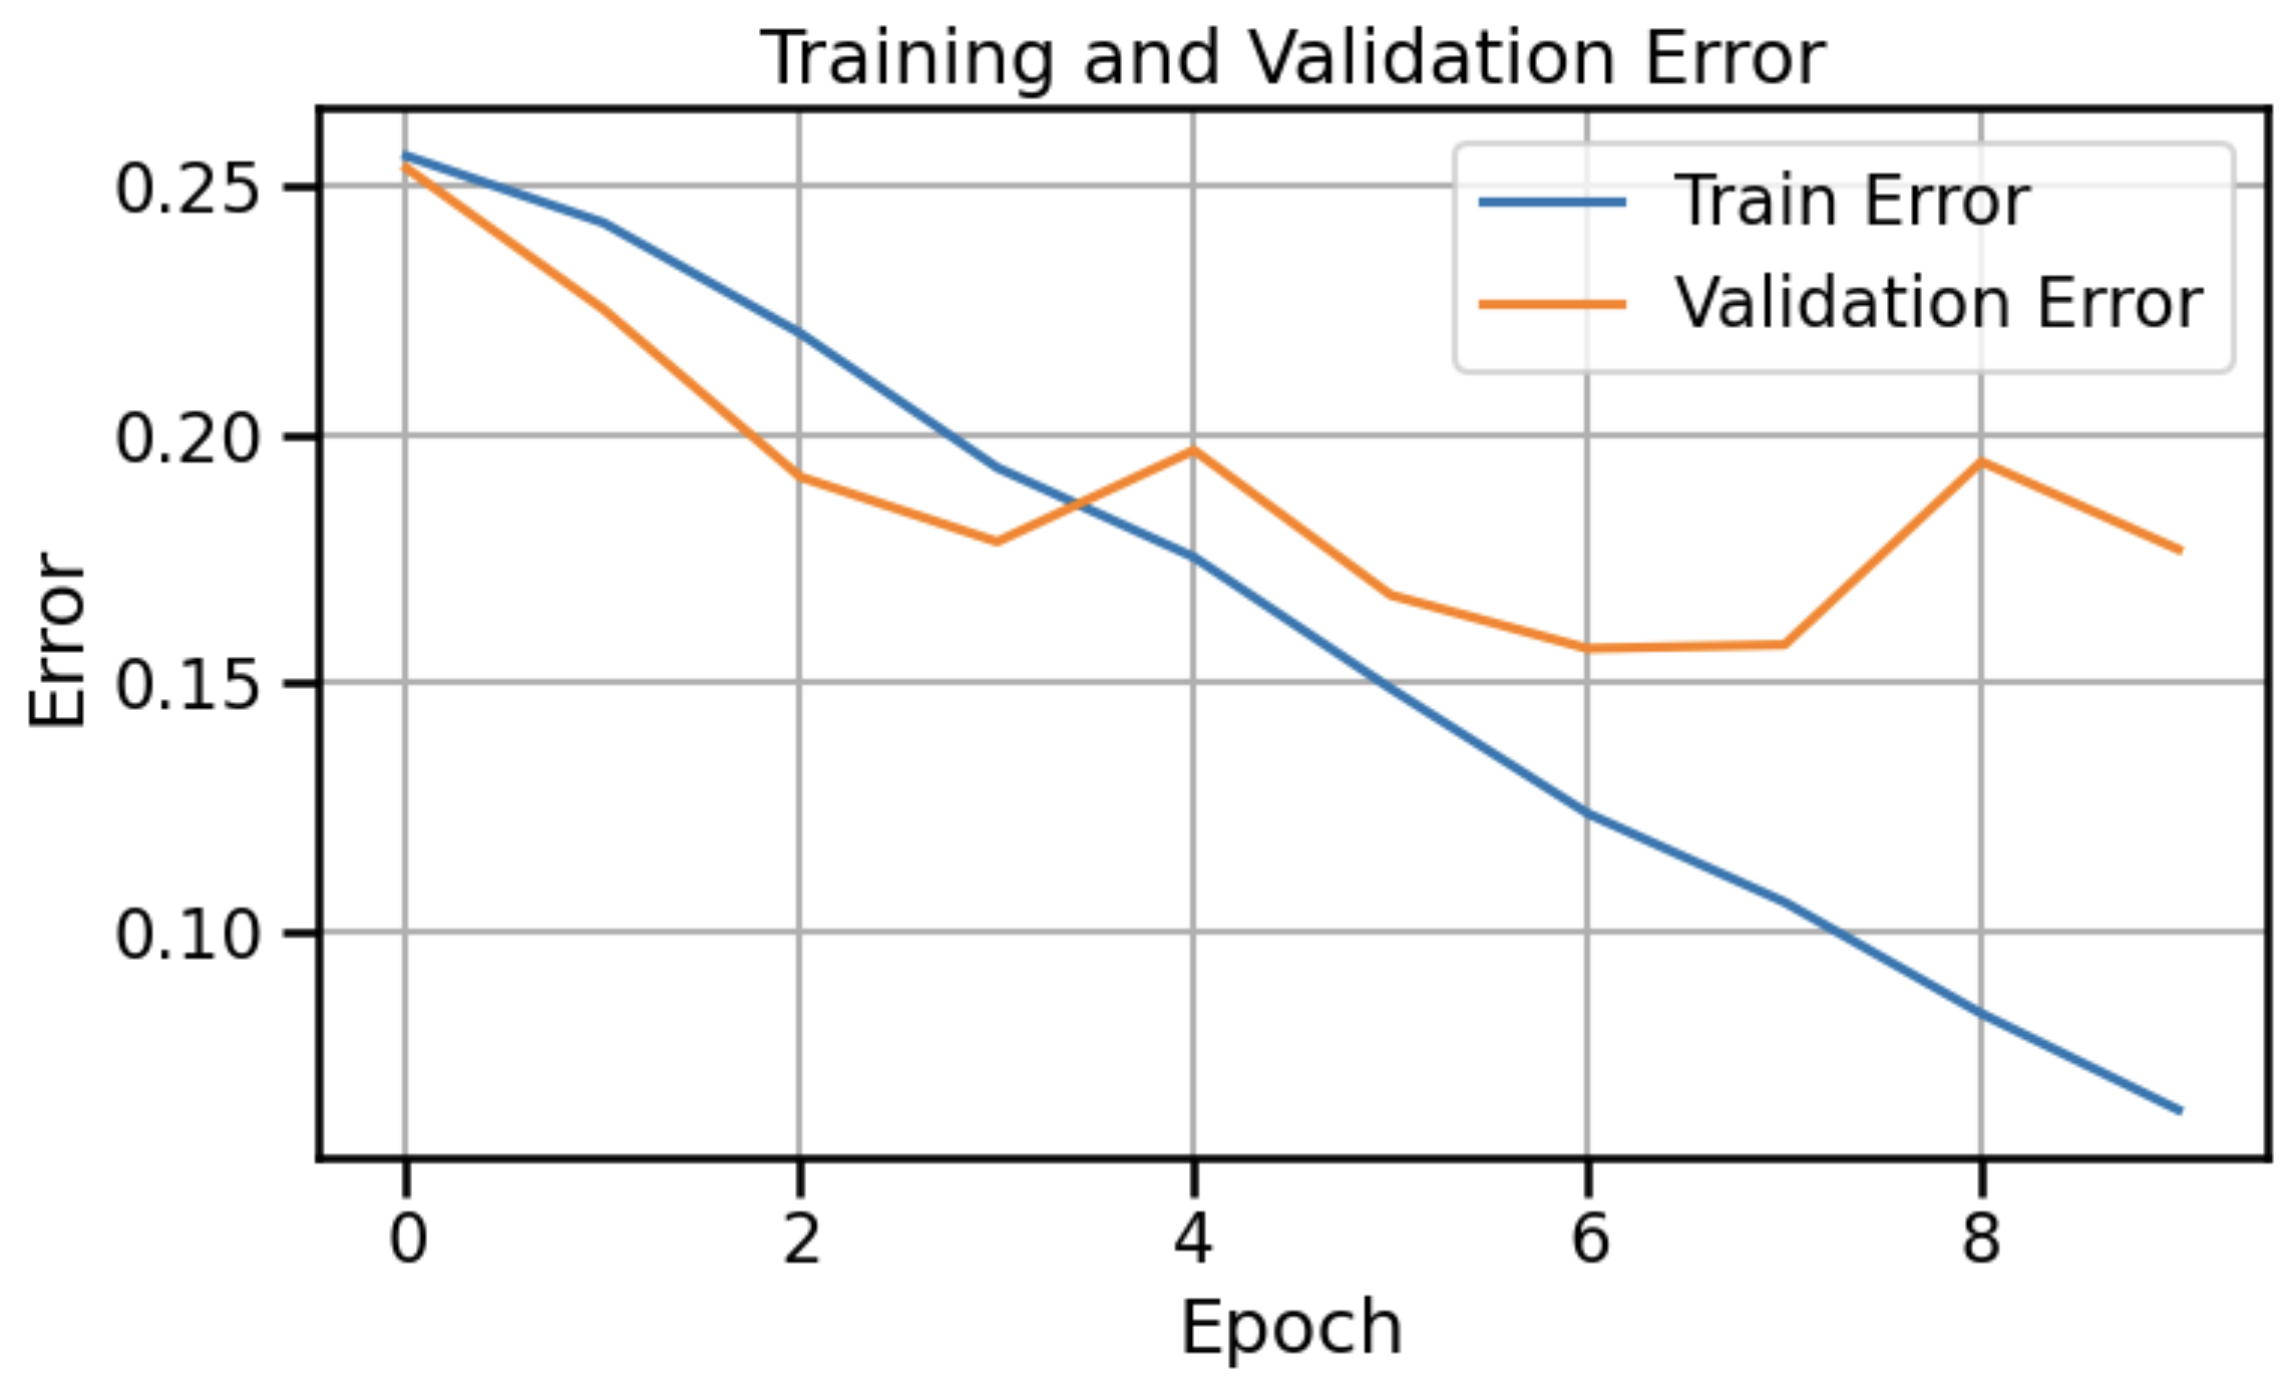 Training and Validation Error
Train Error
Validation Error
0.25
0.20
0.15
0.10
Error
0 2 4 6 8
Epoch